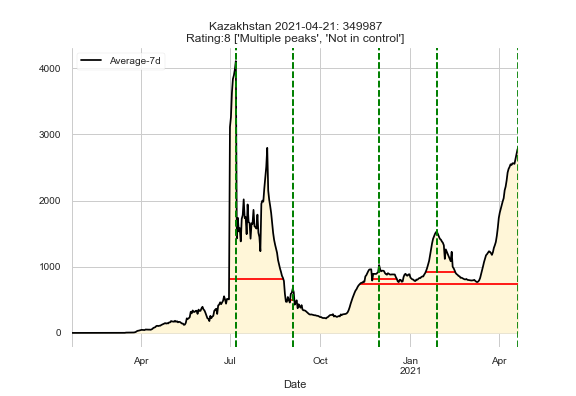 Kazakhstan 2021-04-21: 349987
Rating:8 ['Multiple peaks', 'Not in control']
Average-7d
4000
3000
2000
1000
0
Apr
Jul
Oct
Jan
2021
Apr
Date